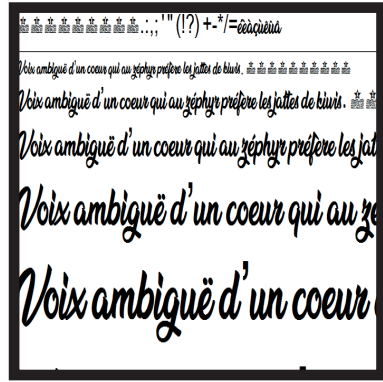 .:,; ' " (!?) +-*/=éèàçùëïûâ
Voix ambiguë d'un coeur qui au zéphyr préfère les jattes de kiwis.
Voix ambiguë d'un coeur qui au zéphyr préfère les jattes de kiwis.
Voix ambiguë d'un coeur qui au zéphyr préfère les jat
Voix ambiguë d'un coeur qui au zé
Voix ambiguë d'un coeur